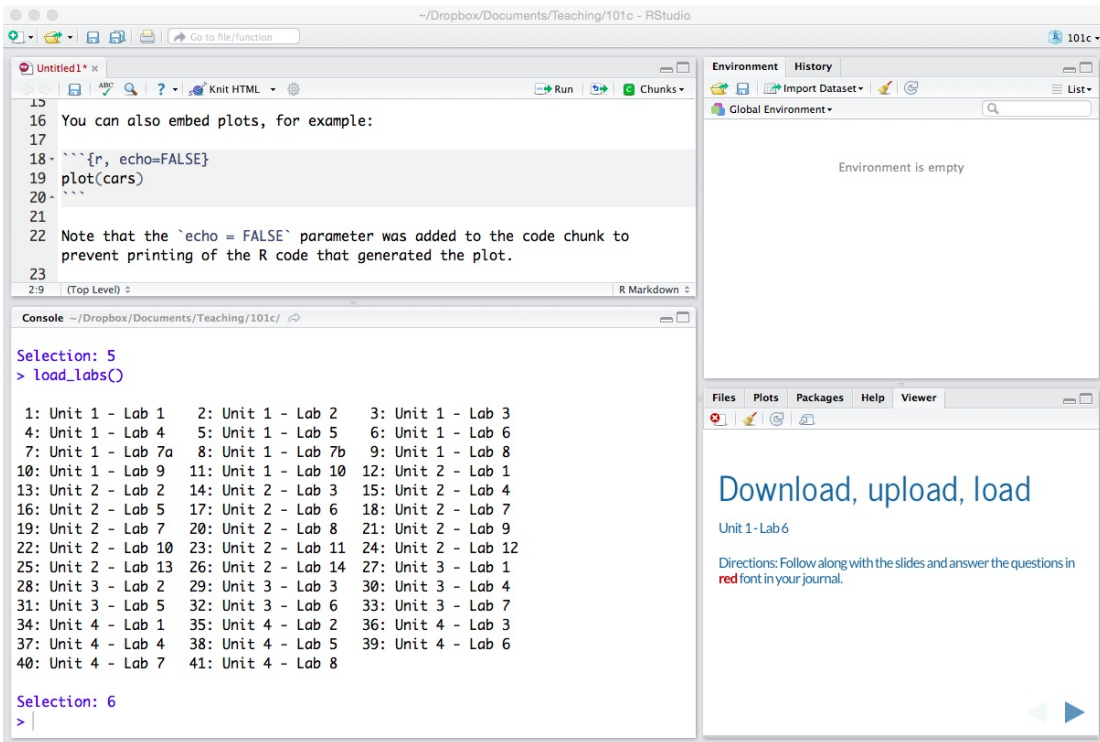 ~/Dropbox/Documents/Teaching/101c - RStudio
Go to file/function
101c
Untitled1*
ABC
?
Knit HTML
Run
Chunks
15
16 You can also embed plots, for example:
17
18 ```{r, echo=FALSE}
19 plot(cars)
20 ```
21
22 Note that the `echo = FALSE` parameter was added to the code chunk to
prevent printing of the R code that generated the plot.
23
2:9 (Top Level) R Markdown
Console ~/Dropbox/Documents/Teaching/101c/
Selection: 5
> load_labs()
1: Unit 1 - Lab 1 2: Unit 1 - Lab 2 3: Unit 1 - Lab 3
4: Unit 1 - Lab 4 5: Unit 1 - Lab 5 6: Unit 1 - Lab 6
7: Unit 1 - Lab 7a 8: Unit 1 - Lab 7b 9: Unit 1 - Lab 8
10: Unit 1 - Lab 9 11: Unit 1 - Lab 10 12: Unit 2 - Lab 1
13: Unit 2 - Lab 2 14: Unit 2 - Lab 3 15: Unit 2 - Lab 4
16: Unit 2 - Lab 5 17: Unit 2 - Lab 6 18: Unit 2 - Lab 7
19: Unit 2 - Lab 7 20: Unit 2 - Lab 8 21: Unit 2 - Lab 9
22: Unit 2 - Lab 10 23: Unit 2 - Lab 11 24: Unit 2 - Lab 12
25: Unit 2 - Lab 13 26: Unit 2 - Lab 14 27: Unit 3 - Lab 1
28: Unit 3 - Lab 2 29: Unit 3 - Lab 3 30: Unit 3 - Lab 4
31: Unit 3 - Lab 5 32: Unit 3 - Lab 6 33: Unit 3 - Lab 7
34: Unit 4 - Lab 1 35: Unit 4 - Lab 2 36: Unit 4 - Lab 3
37: Unit 4 - Lab 4 38: Unit 4 - Lab 5 39: Unit 4 - Lab 6
40: Unit 4 - Lab 7 41: Unit 4 - Lab 8
Selection: 6
>
Environment History
Import Dataset
List
Global Environment
Environment is empty
Files Plots Packages Help Viewer
Download, upload, load
Unit 1 - Lab 6
Directions: Follow along with the slides and answer the questions in
red font in your journal.